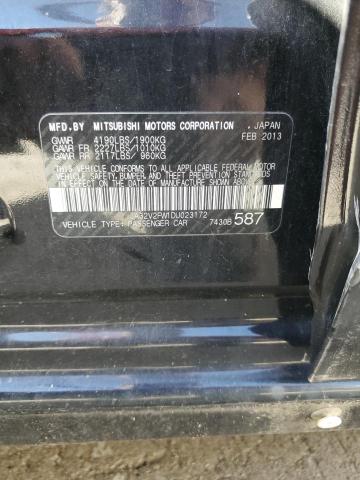 MFD.BY MITSUBISHI MOTORS CORPORATION , JAPAN
GVWR 4190LBS/1900KG FEB 2013
GAWR FR 2227LBS/1010KG
GAWR RR 2117LBS/ 960KG
THIS VEHICLE CONFORMS TO ALL APPLICABLE FEDERAL MOTOR VEHICLE
SAFETY, BUMPER, AND THEFT PREVENTION STANDARDS
IN EFFECT ON THE DATE OF MANUFACTURE SHOWN ABOVE.
JA32V2FW1DU023172
VEHICLE TYPE: PASSENGER CAR 7430B 587